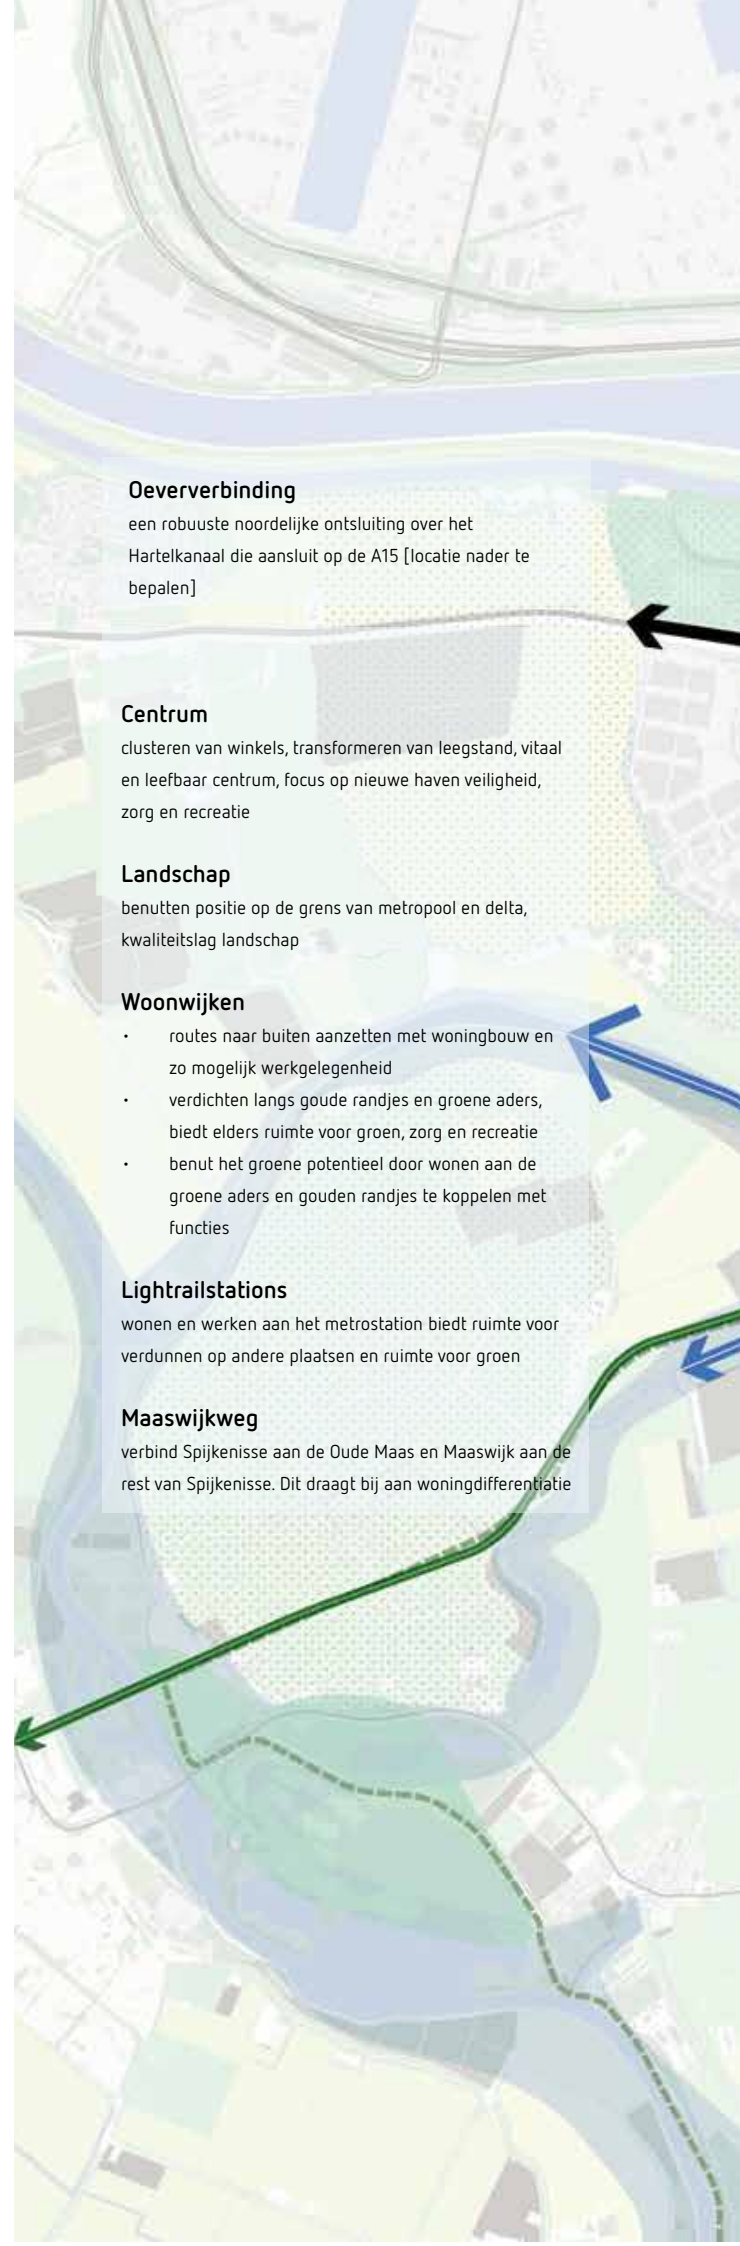 Oeververbinding
een robuuste noordelijke ontsluiting over het
Hartelkanaal die aansluit op de A15 [locatie nader te
bepalen]
Centrum
clusteren van winkels, transformeren van leegstand, vitaal
en leefbaar centrum, focus op nieuwe haven veiligheid,
zorg en recreatie
Landschap
benutten positie op de grens van metropool en delta,
kwaliteitslag landschap
Woonwijken
• routes naar buiten aanzetten met woningbouw en
zo mogelijk werkgelegenheid
• verdichten langs goude randjes en groene aders,
biedt elders ruimte voor groen, zorg en recreatie
• benut het groene potentieel door wonen aan de
groene aders en gouden randjes te koppelen met
functies
Lightrailstations
wonen en werken aan het metrostation biedt ruimte voor
verdunnen op andere plaatsen en ruimte voor groen
Maaswijkweg
verbind Spijkenisse aan de Oude Maas en Maaswijk aan de
rest van Spijkenisse. Dit draagt bij aan woningdifferentiatie